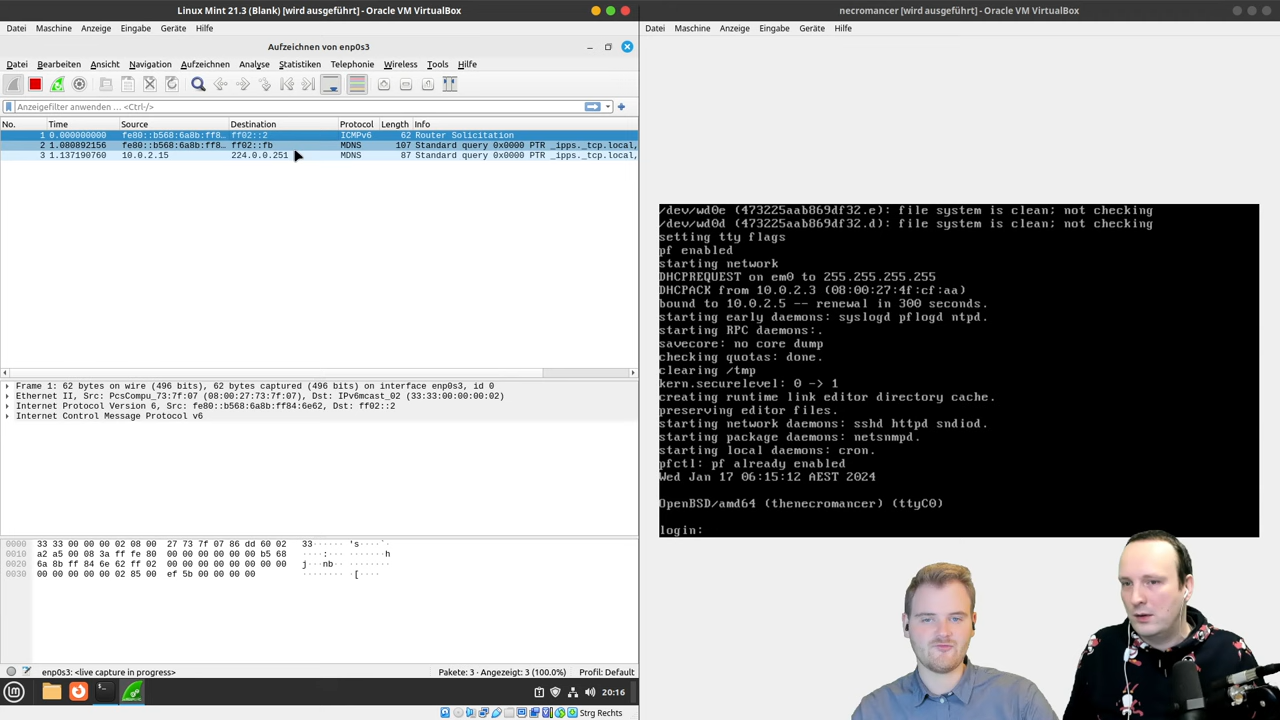 Linux Mint 21.3 (Blank) [wird ausgeführt] - Oracle VM VirtualBox
Datei Maschine Anzeige Eingabe Geräte Hilfe
Aufzeichnen von enp0s3
Datei Bearbeiten Ansicht Navigation Aufzeichnen Analyse Statistiken Telephonie Wireless Tools Hilfe
Anzeigefilter anwenden … <Ctrl-/>
No. Time Source Destination Protocol Length Info
1 0.000000000 fe80::b568:6a8b:ff8… ff02::2 ICMPv6 62 Router Solicitation
2 1.080892156 fe80::b568:6a8b:ff8… ff02::fb MDNS 107 Standard query 0x0000 PTR _ipps._tcp.local,
3 1.137190760 10.0.2.15 224.0.0.251 MDNS 87 Standard query 0x0000 PTR _ipps._tcp.local,
Frame 1: 62 bytes on wire (496 bits), 62 bytes captured (496 bits) on interface enp0s3, id 0
Ethernet II, Src: PcsCompu_73:7f:07 (08:00:27:73:7f:07), Dst: IPv6mcast_02 (33:33:00:00:00:02)
Internet Protocol Version 6, Src: fe80::b568:6a8b:ff84:6e62, Dst: ff02::2
Internet Control Message Protocol v6
0000 33 33 00 00 00 02 08 00 27 73 7f 07 86 dd 60 02 33······ 's····`·
0010 a2 a5 00 08 3a ff fe 80 00 00 00 00 00 00 b5 68 ····:··· ·······h
0020 6a 8b ff 84 6e 62 ff 02 00 00 00 00 00 00 00 00 j···nb·· ········
0030 00 00 00 00 00 02 85 00 ef 5b 00 00 00 00 ········ ·[····
enp0s3: <live capture in progress> Pakete: 3 · Angezeigt: 3 (100.0%) Profil: Default
20:16
Strg Rechts
necromancer [wird ausgeführt] - Oracle VM VirtualBox
Datei Maschine Anzeige Eingabe Geräte Hilfe
/dev/wd0e (473225aab869df32.e): file system is clean; not checking
/dev/wd0d (473225aab869df32.d): file system is clean; not checking
setting tty flags
pf enabled
starting network
DHCPREQUEST on em0 to 255.255.255.255
DHCPACK from 10.0.2.3 (08:00:27:4f:cf:aa)
bound to 10.0.2.5 -- renewal in 300 seconds.
starting early daemons: syslogd pflogd ntpd.
starting RPC daemons:.
savecore: no core dump
checking quotas: done.
clearing /tmp
kern.securelevel: 0 -> 1
creating runtime link editor directory cache.
preserving editor files.
starting network daemons: sshd httpd sndiod.
starting package daemons: netsnmpd.
starting local daemons: cron.
pfctl: pf already enabled
Wed Jan 17 06:15:12 AEST 2024
OpenBSD/amd64 (thenecromancer) (ttyC0)
login: